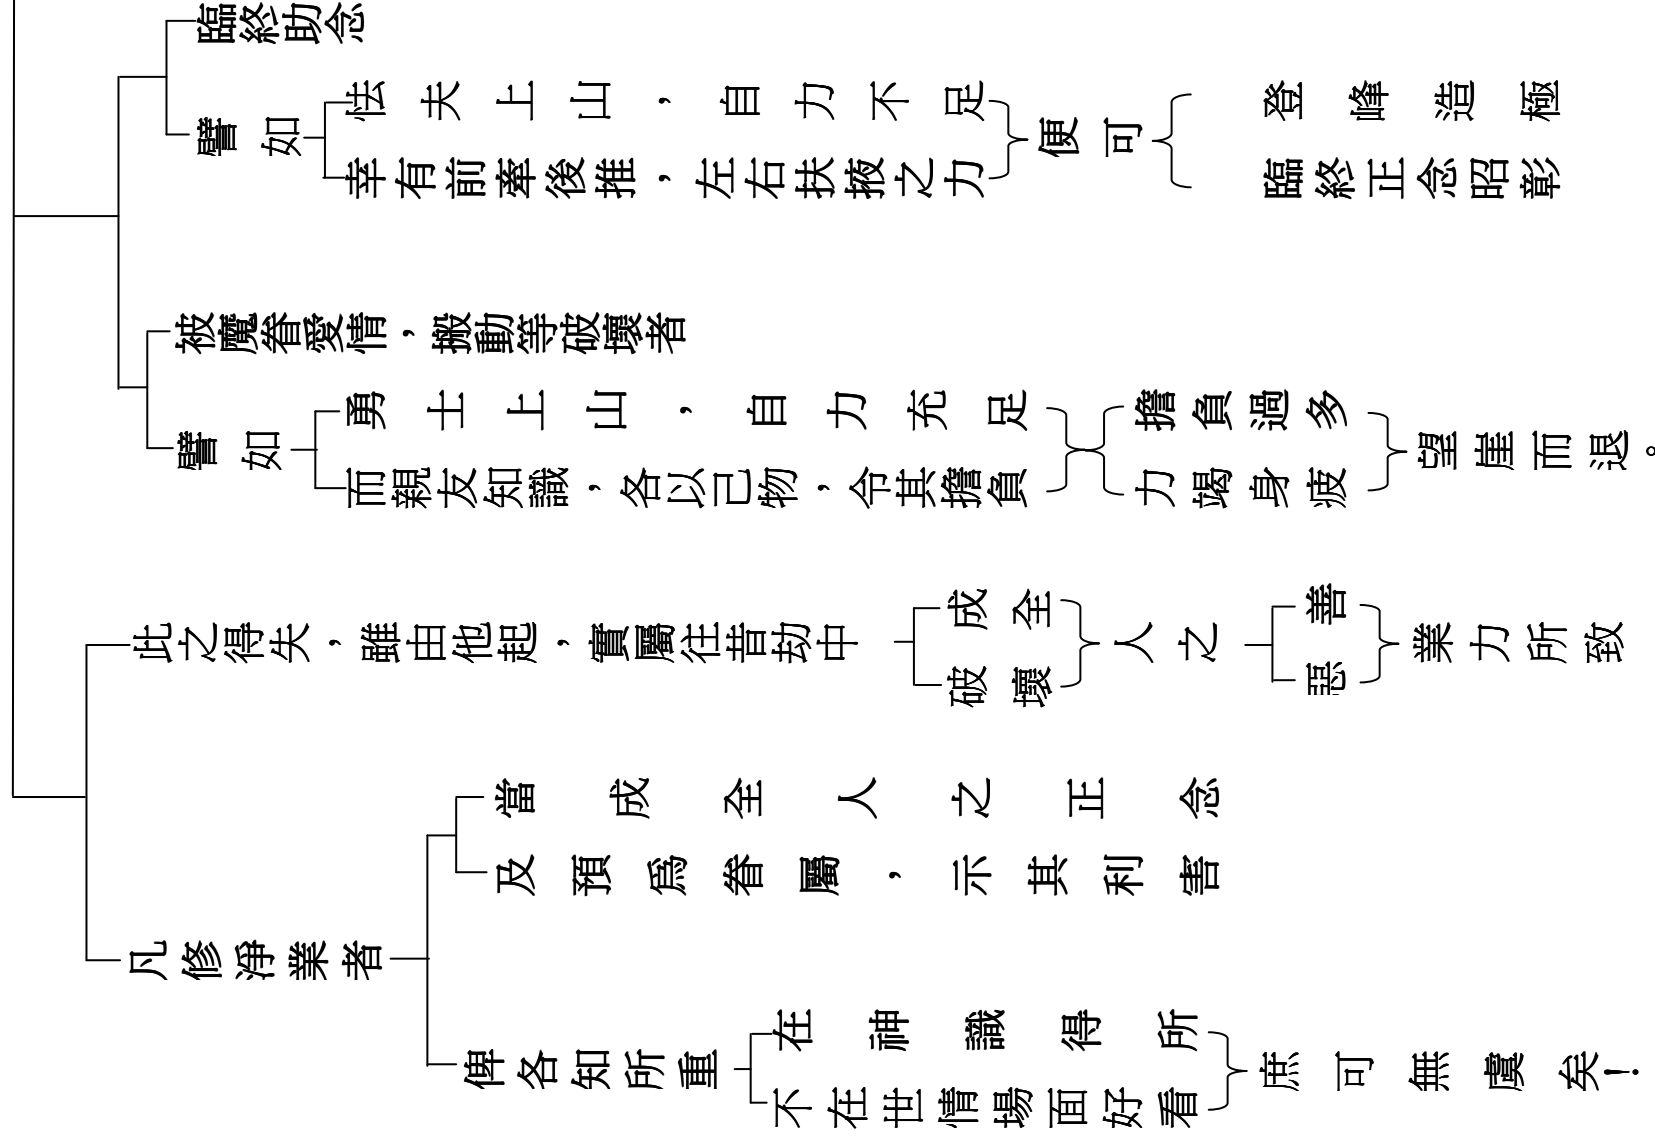 臨終助念
譬如
怯夫上山，自力不足
幸有前牽後推，左右扶掖之力
便可
登峰造極
臨終正念昭彰
被魔眷愛情，搬動等破壞者
譬如
勇士上山，自力充足
而親友知識，各以己物，令其擔負
擔負過多
力竭身疲
望崖而退。
此之得失，雖由他起，實屬往昔劫中
成全
破壞
人之
善
惡
業力所致
凡修淨業者
當成全人之正念
及預爲眷屬，示其利害
俾各知所重
在神識得所
不在世情場面好看
庶可無虞矣！